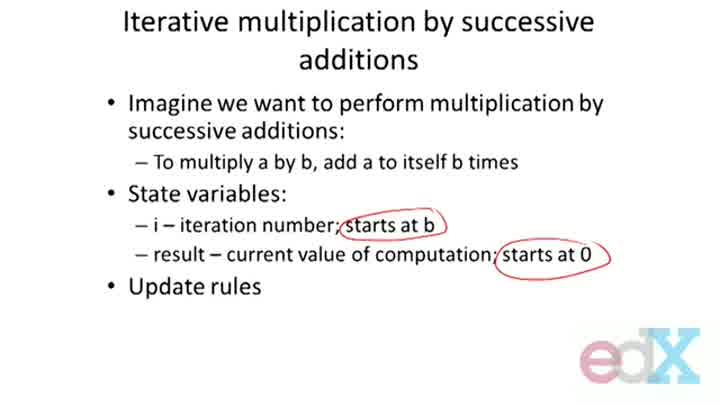 Iterative multiplication by successive
additions
• Imagine we want to perform multiplication by
successive additions:
– To multiply a by b, add a to itself b times
• State variables:
– i – iteration number; starts at b
– result – current value of computation; starts at 0
• Update rules
edX